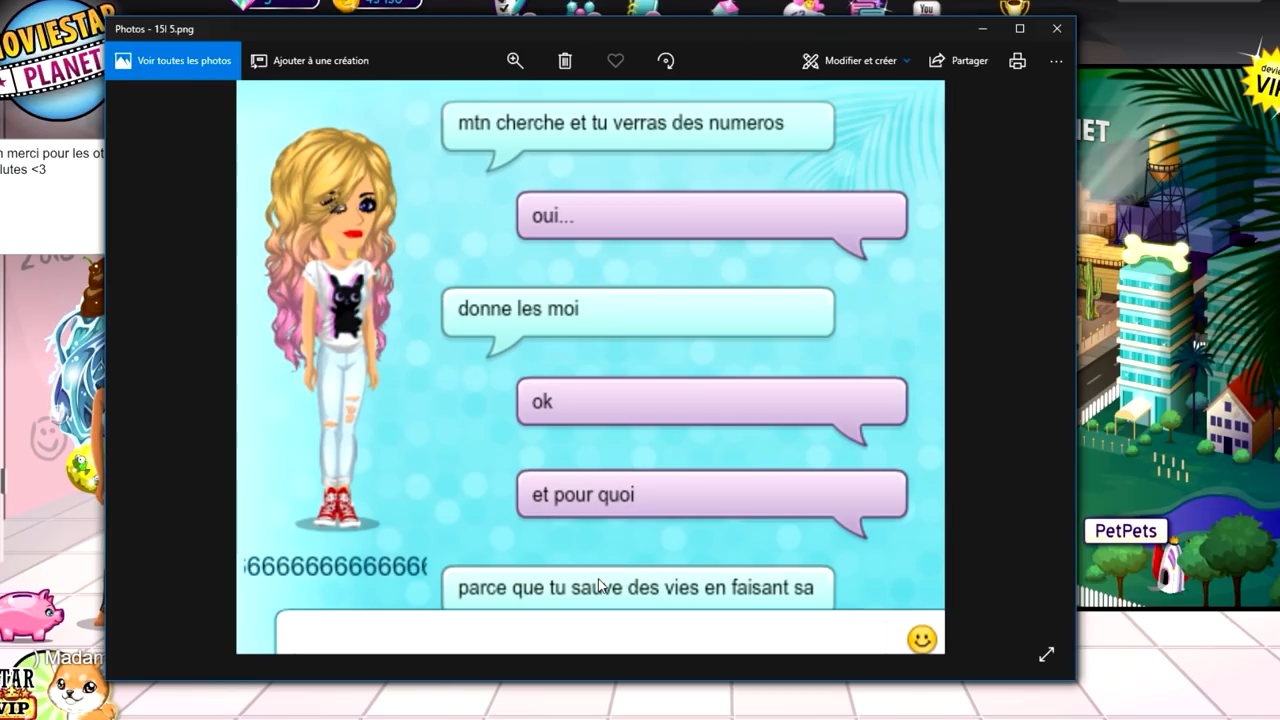 MOVIESTAR
PLANET
You
Photos - 15! 5.png
Voir toutes les photos
Ajouter à une création
Modifier et créer
Partager
merci pour les
lutes <3
mtn cherche et tu verras des numeros
oui...
donne les moi
ok
et pour quoi
parce que tu sauve des vies en faisant sa
VIP
PetPets
VIP